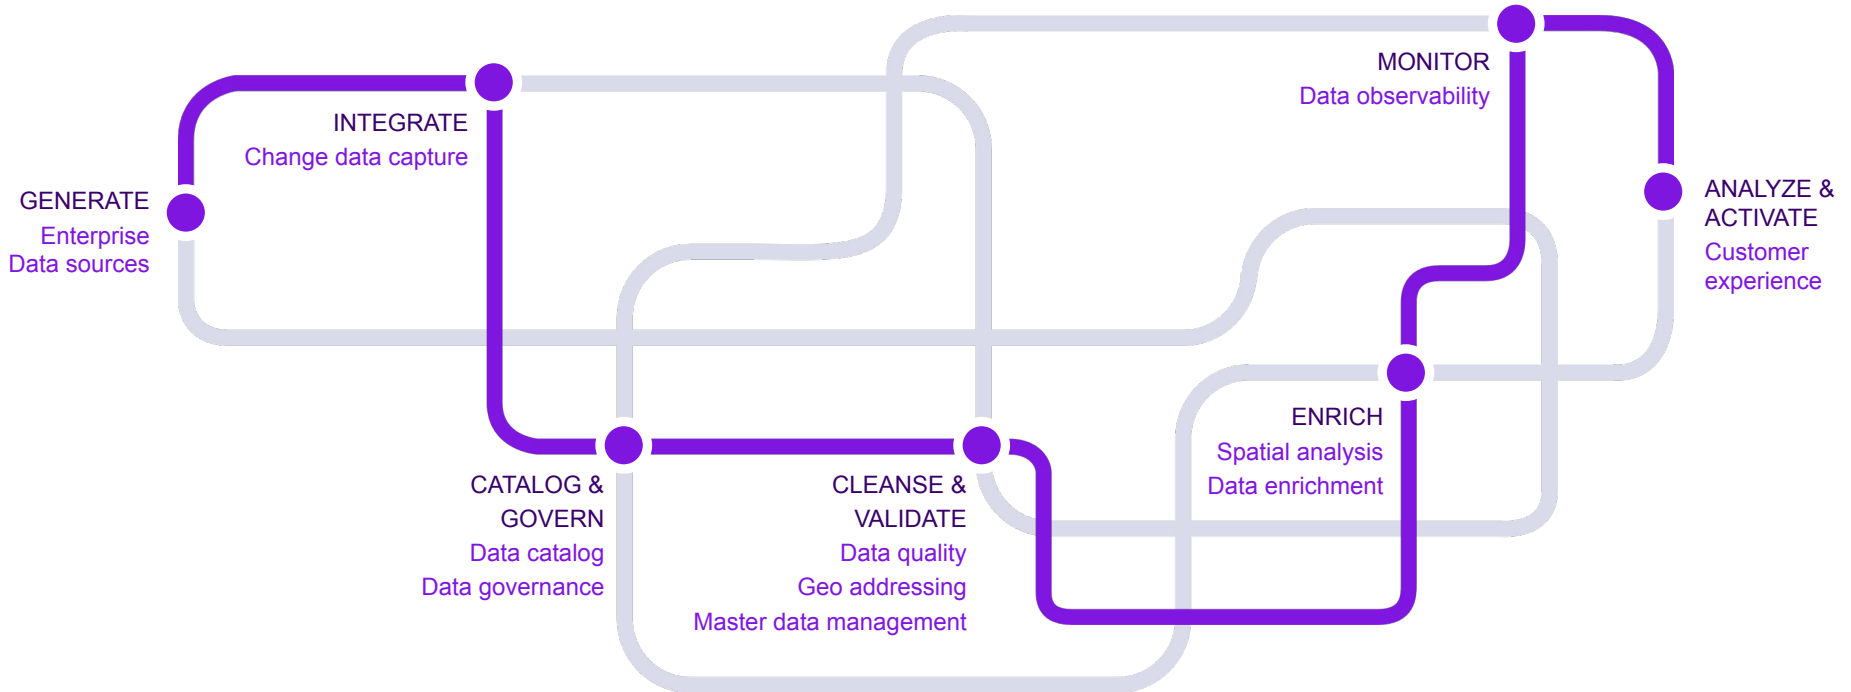 GENERATE
Enterprise
Data sources
INTEGRATE
Change data capture
CATALOG &
GOVERN
Data catalog
Data governance
CLEANSE &
VALIDATE
Data quality
Geo addressing
Master data management
ENRICH
Spatial analysis
Data enrichment
MONITOR
Data observability
ANALYZE &
ACTIVATE
Customer
experience